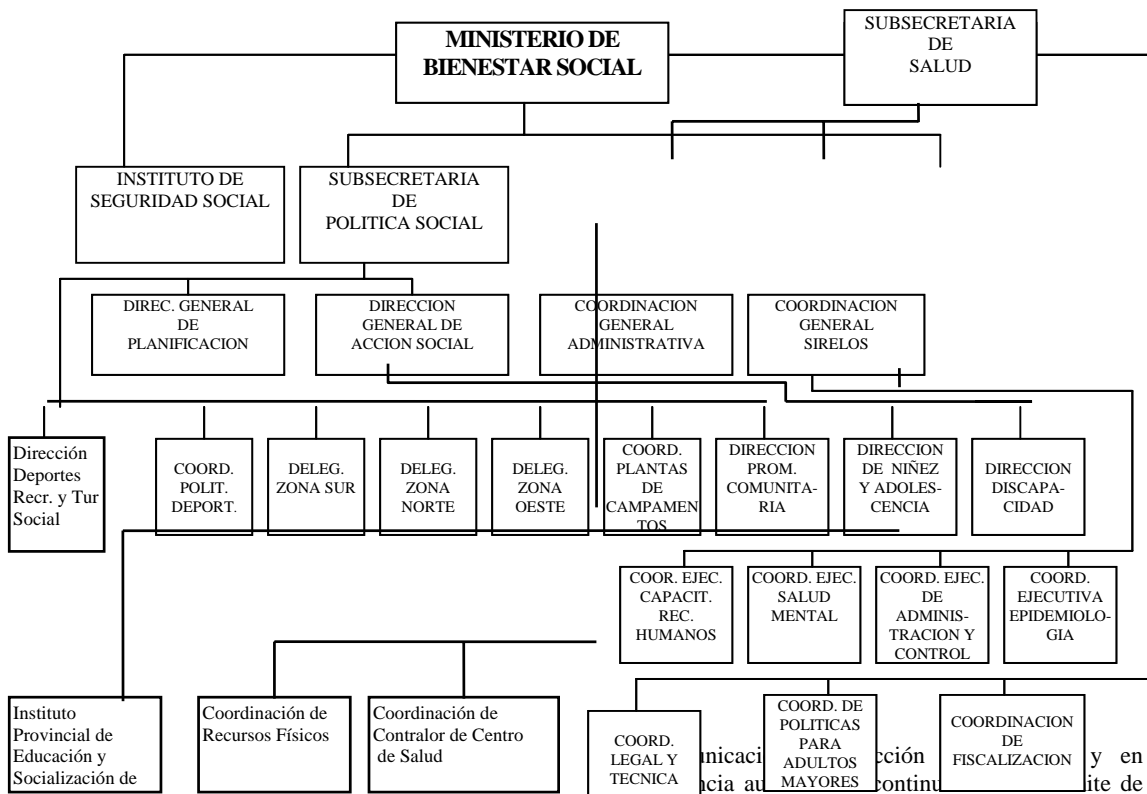 MINISTERIO DE
BIENESTAR SOCIAL
SUBSECRETARIA
DE
SALUD
INSTITUTO DE
SEGURIDAD SOCIAL
SUBSECRETARIA
DE
POLITICA SOCIAL
DIREC. GENERAL
DE
PLANIFICACION
DIRECCION
GENERAL DE
ACCION SOCIAL
COORDINACION
GENERAL
ADMINISTRATIVA
COORDINACION
GENERAL
SIRELOS
Dirección
Deportes
Recr. y Tur
Social
COORD.
POLIT.
DEPORT.
DELEG.
ZONA SUR
DELEG.
ZONA
NORTE
DELEG.
ZONA
OESTE
COORD.
PLANTAS
DE
CAMPAMEN
TOS
DIRECCION
PROM.
COMUNITA-
RIA
DIRECCION
DE NIÑEZ
Y ADOLES-
CENCIA
DIRECCION
DISCAPA-
CIDAD
COOR. EJEC.
CAPACIT.
REC.
HUMANOS
COORD. EJEC.
SALUD
MENTAL
COORD. EJEC.
DE
ADMINIS-
TRACION Y
CONTROL
COORD.
EJECUTIVA
EPIDEMIOLO-
GIA
Instituto
Provincial de
Educación y
Socialización de
Coordinación de
Recursos Físicos
Coordinación de
Contralor de Centro
de Salud
COORD.
LEGAL Y
TECNICA
COORD. DE
POLITICAS
PARA
ADULTOS
MAYORES
COORDINACION
DE
FISCALIZACION
y en
de